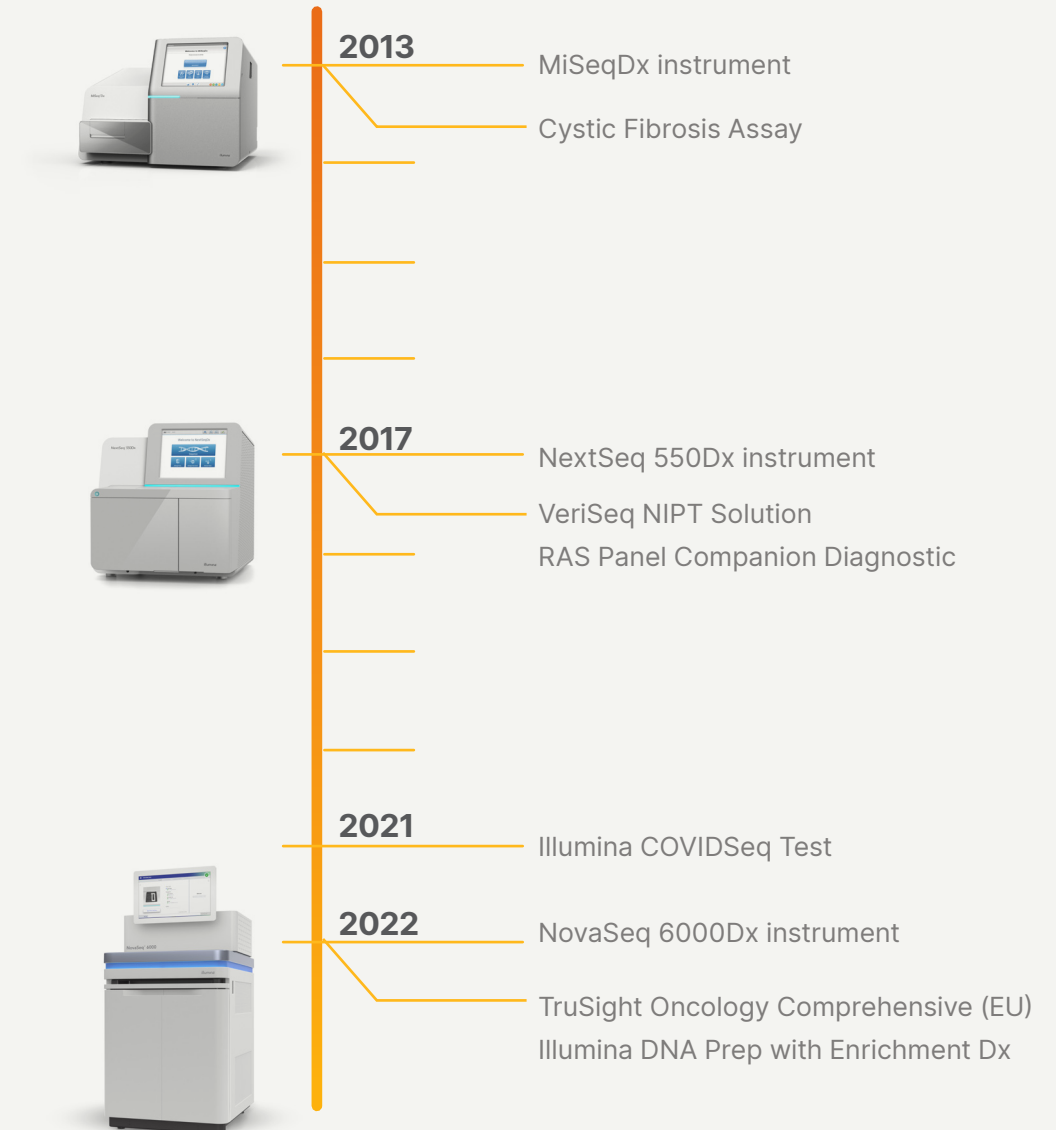 2013
MiSeqDx instrument
Cystic Fibrosis Assay
2017
NextSeq 550Dx instrument
VeriSeq NIPT Solution
RAS Panel Companion Diagnostic
2021
Illumina COVIDSeq Test
2022
NovaSeq 6000Dx instrument
TruSight Oncology Comprehensive (EU)
Illumina DNA Prep with Enrichment Dx